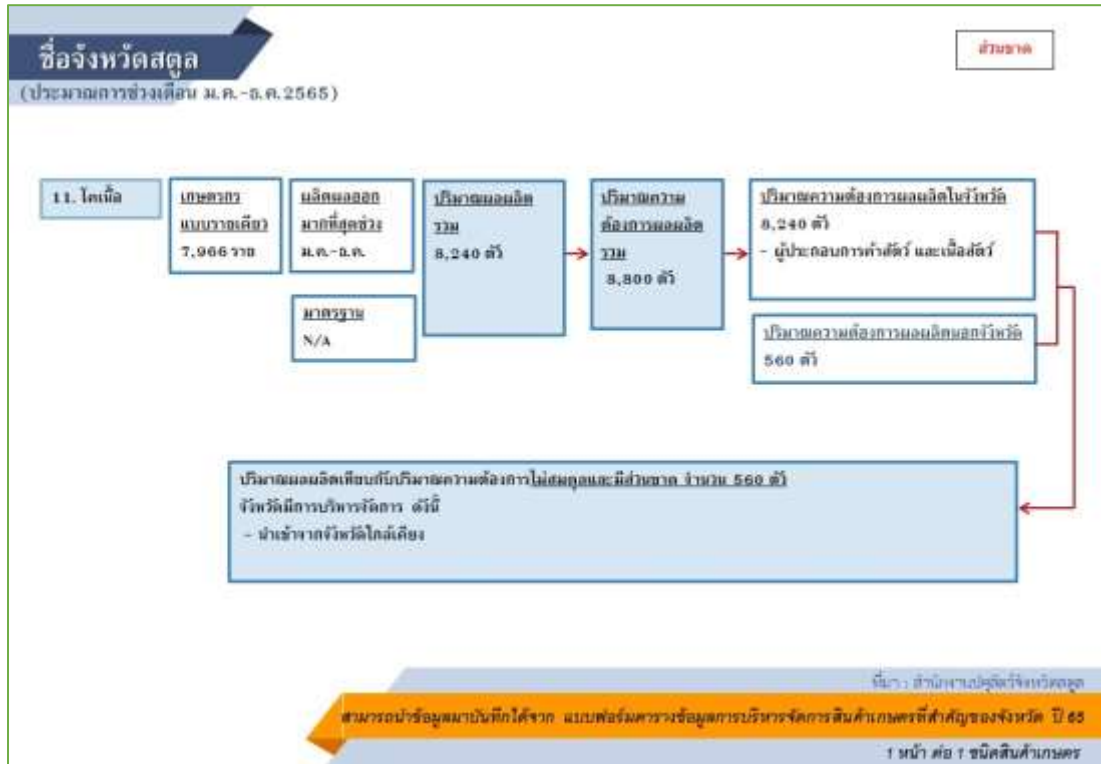 ชื่อจังหวัดสตูล
ส่วนขาด
(ประมาณการช่วงเดือน ม.ค.-ธ.ค.2565)
11. โคเนื้อ
เกษตรกร
แบบรายเดียว
7,966 ราย
ผลิตผลออก
มากที่สุดช่วง
ม.ค.-ธ.ค.
มาตรฐาน
N/A
ปริมาณผลผลิต
รวม
8,240 ตัว
ปริมาณความ
ต้องการผลผลิต
รวม
8,800 ตัว
ปริมาณความต้องการผลผลิตในจังหวัด
8,240 ตัว
- ผู้ประกอบการค้าสัตว์ และเนื้อสัตว์
ปริมาณความต้องการผลผลิตนอกจังหวัด
560 ตัว
ปริมาณผลผลิตเทียบกับปริมาณความต้องการไม่สมดุลและมีส่วนขาด จำนวน 560 ตัว
จังหวัดมีการบริหารจัดการ ดังนี้
- นำเข้าจากจังหวัดใกล้เคียง
ที่มา : สำนักงานปศุสัตว์จังหวัดสตูล
สามารถนำข้อมูลมาบันทึกได้จาก แบบฟอร์มตารางข้อมูลการบริหารจัดการสินค้าเกษตรที่สำคัญของจังหวัด ปี 65
1 หน้า ต่อ 1 ชนิดสินค้าเกษตร